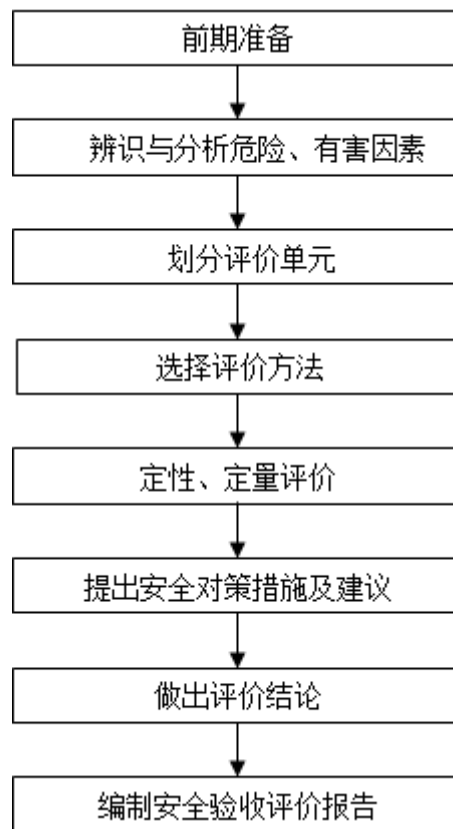 前期准备
辨识与分析危险、有害因素
划分评价单元
选择评价方法
定性、定量评价
提出安全对策措施及建议
做出评价结论
编制安全验收评价报告